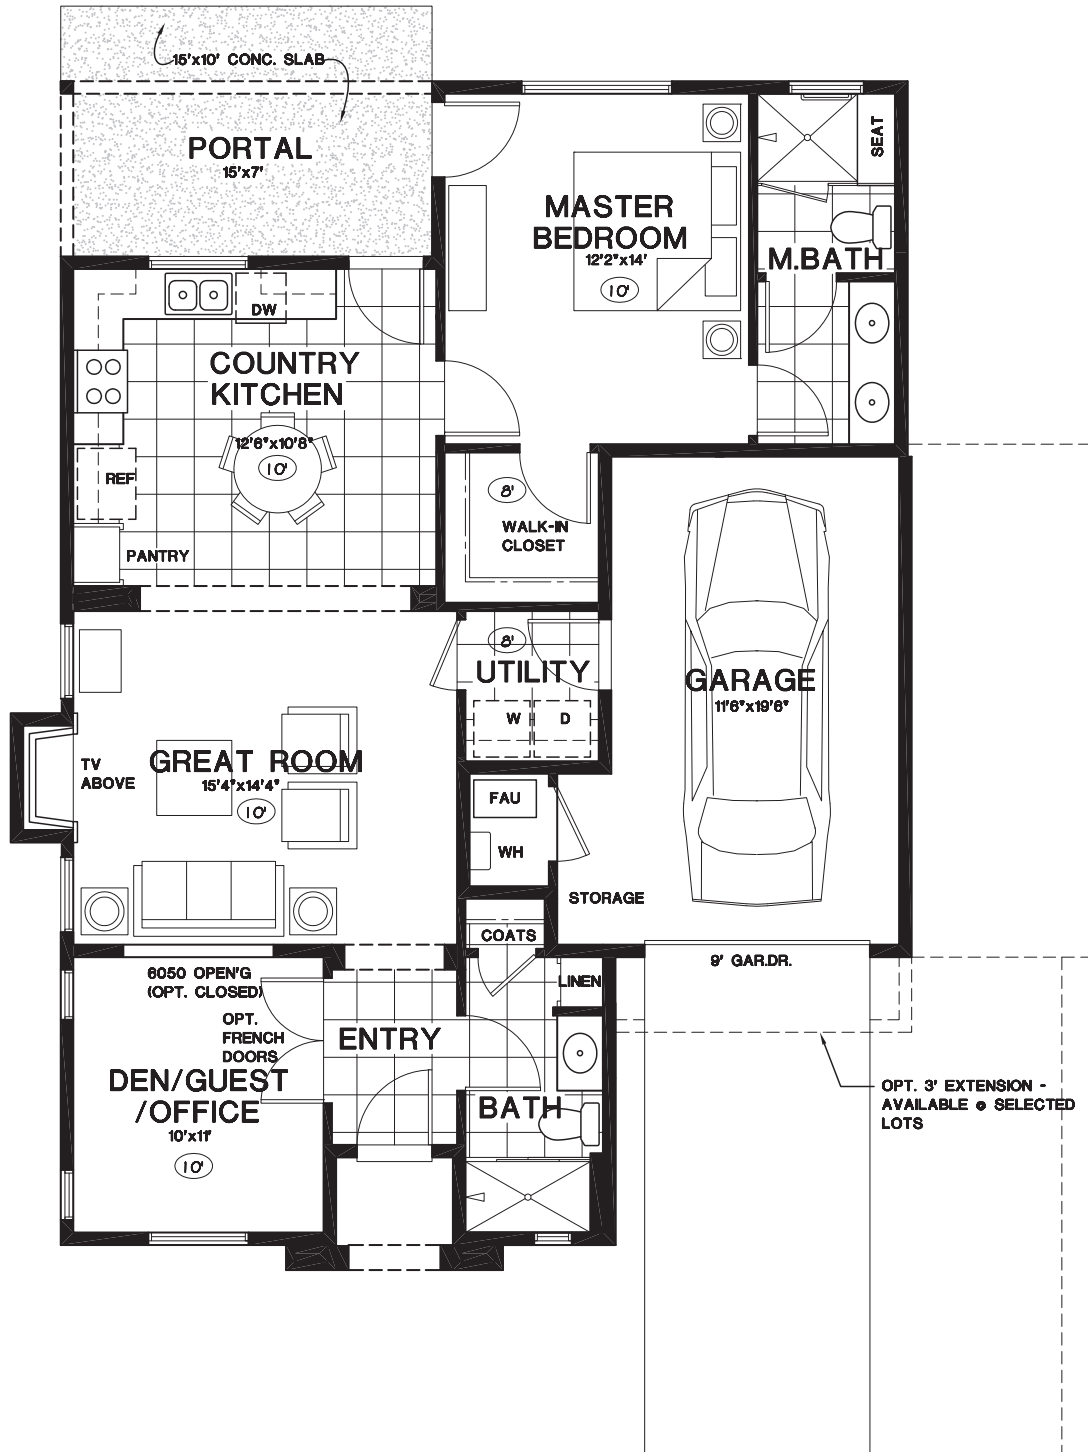 15'x10' CONC. SLAB
PORTAL
15'x7'
SEAT
MASTER
BEDROOM
12'2"x14'
10'
M.BATH
DW
COUNTRY
KITCHEN
12'6"x10'8"
10'
REF
PANTRY
8'
WALK-IN
CLOSET
8'
UTILITY
W
D
GARAGE
11'6"x19'6"
TV
ABOVE
GREAT ROOM
15'4"x14'4"
10'
FAU
WH
STORAGE
COATS
9' GAR.DR.
6050 OPEN'G
(OPT. CLOSED)
LINEN
OPT.
FRENCH
DOORS
ENTRY
DEN/GUEST
/OFFICE
10'x11'
10'
BATH
OPT. 3' EXTENSION -
AVAILABLE @ SELECTED
LOTS